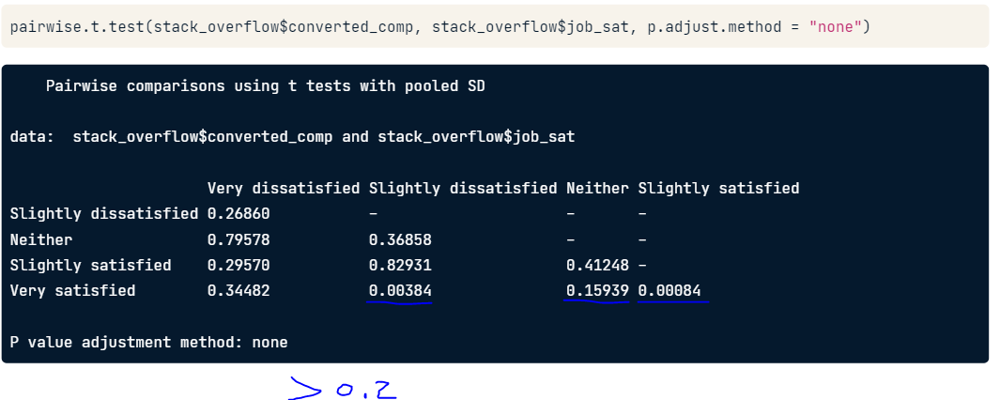 pairwise.t.test(stack_overflow$converted_comp, stack_overflow$job_sat, p.adjust.method = "none")
Pairwise comparisons using t tests with pooled SD
data:  stack_overflow$converted_comp and stack_overflow$job_sat
Very dissatisfied Slightly dissatisfied Neither Slightly satisfied
Slightly dissatisfied 0.26860 - - -
Neither 0.79578 0.36858 - -
Slightly satisfied 0.29570 0.82931 0.41248 -
Very satisfied 0.34482 0.00384 0.15939 0.00084
P value adjustment method: none
> 0.2